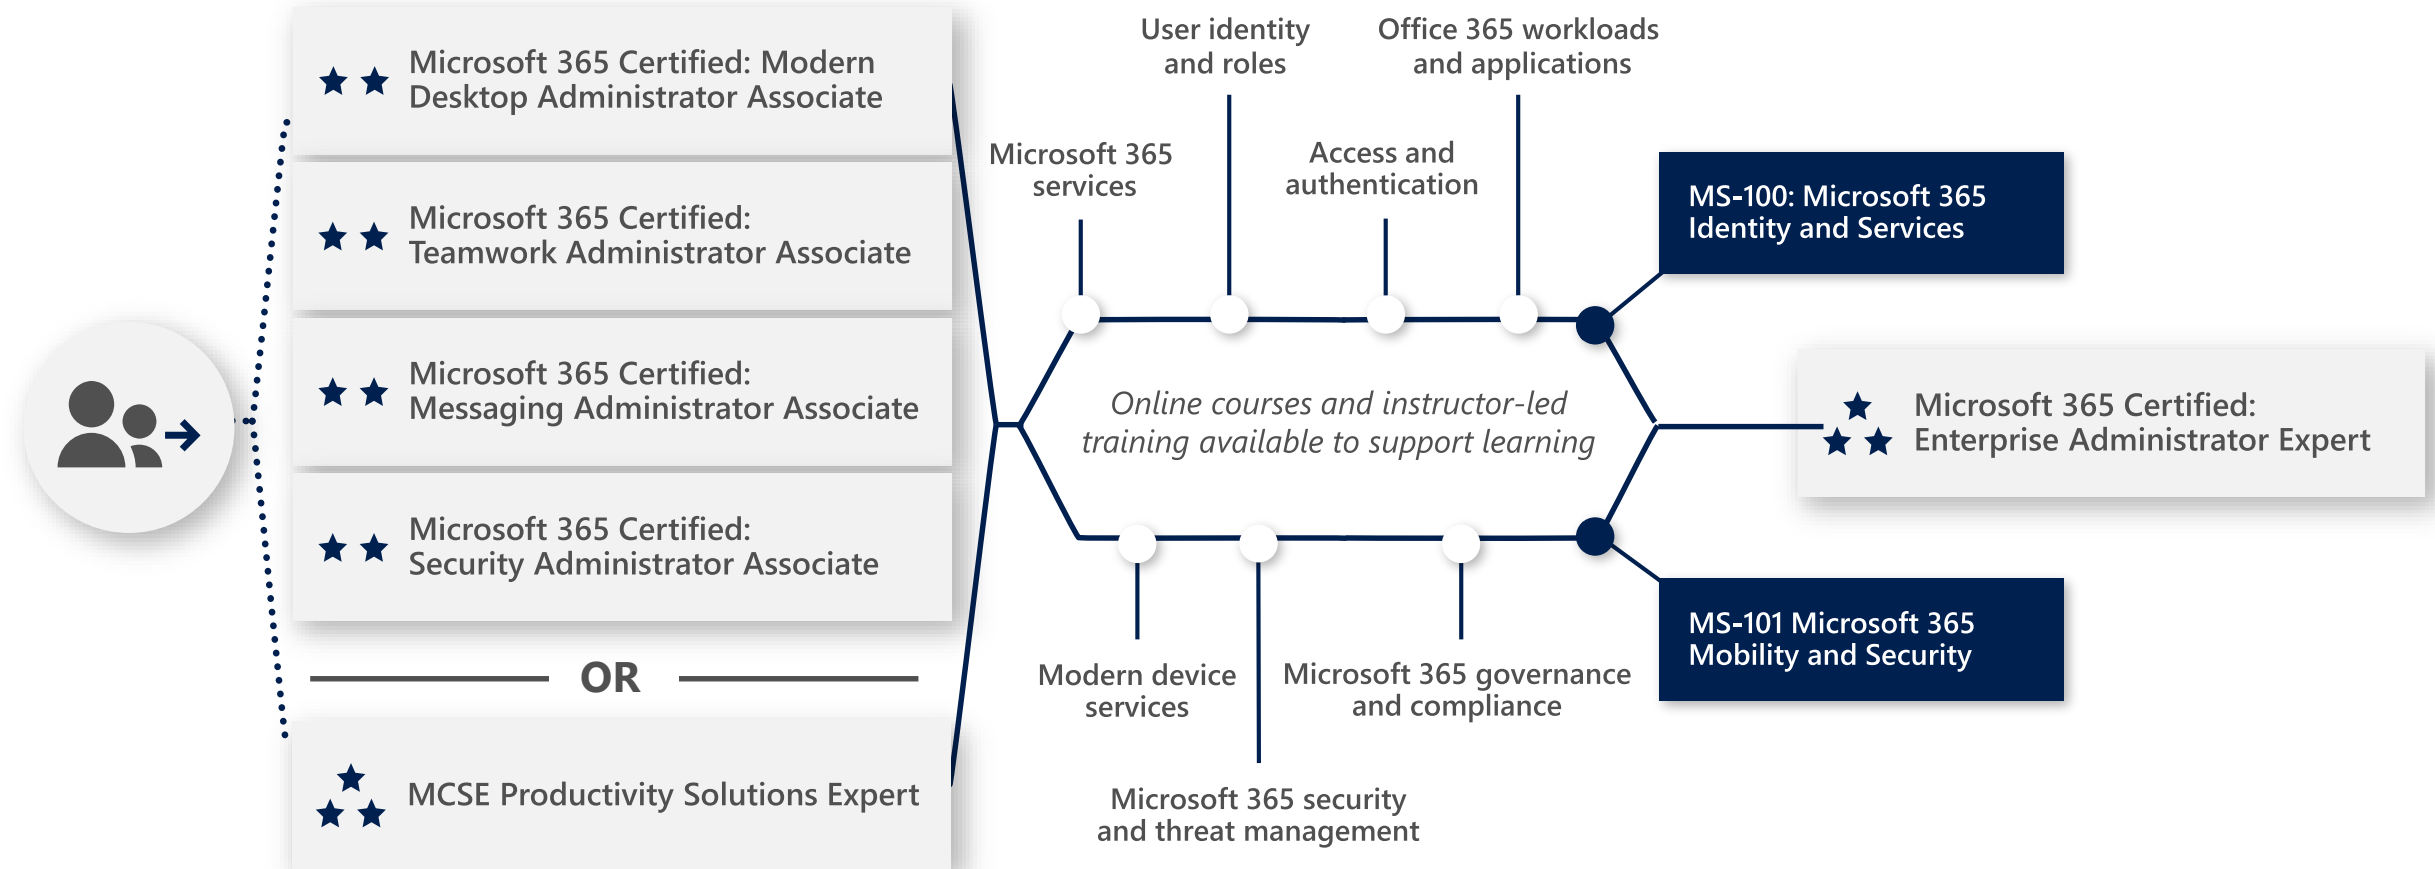 Microsoft 365 Certified: Modern
Desktop Administrator Associate
Microsoft 365 Certified:
Teamwork Administrator Associate
Microsoft 365 Certified:
Messaging Administrator Associate
Microsoft 365 Certified:
Security Administrator Associate
OR
MCSE Productivity Solutions Expert
Microsoft 365
services
User identity
and roles
Access and
authentication
Office 365 workloads
and applications
Online courses and instructor-led
training available to support learning
Modern device
services
Microsoft 365 security
and threat management
Microsoft 365 governance
and compliance
MS-100: Microsoft 365
Identity and Services
MS-101 Microsoft 365
Mobility and Security
Microsoft 365 Certified:
Enterprise Administrator Expert